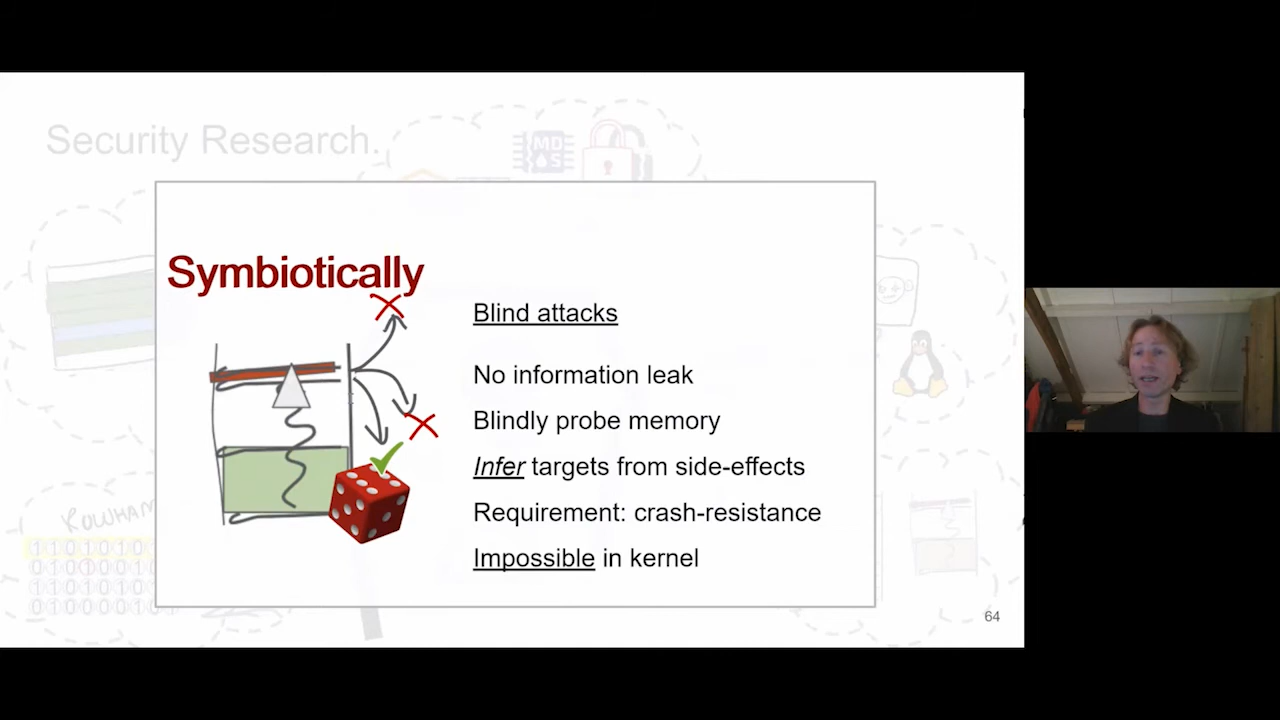 Security Research.
MD
S
Symbiotically
Blind attacks
No information leak
Blindly probe memory
Infer targets from side-effects
Requirement: crash-resistance
Impossible in kernel
64